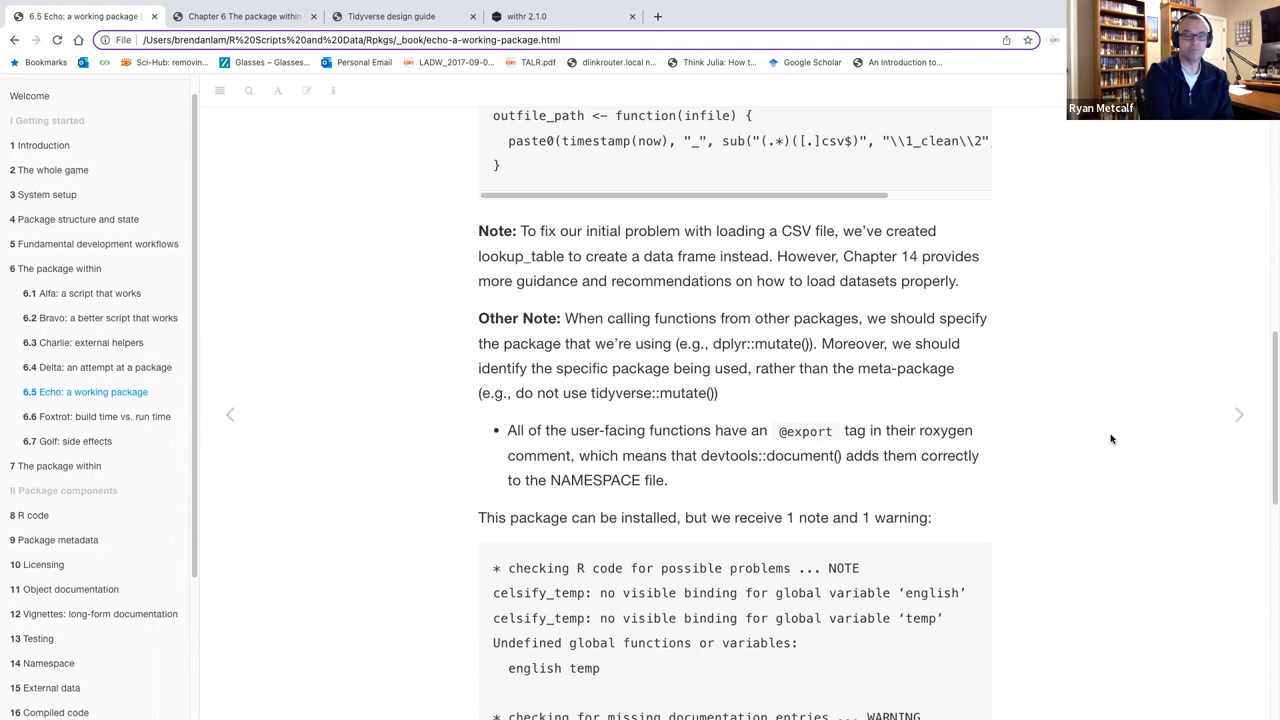 6.5 Echo: a working package |
Chapter 6 The package within
Tidyverse design guide
withr 2.1.0
File
/Users/brendanlam/R%20Scripts%20and%20Data/Rpkgs/_book/echo-a-working-package.html
Bookmarks
Sci-Hub: removin...
Glasses – Glasses...
Personal Email
LADW_2017-09-0...
TALR.pdf
dlinkrouter.local n...
Think Julia: How t...
Google Scholar
An Introduction to...
Ryan Metcalf
Welcome
I Getting started
1 Introduction
2 The whole game
3 System setup
4 Package structure and state
5 Fundamental development workflows
6 The package within
6.1 Alfa: a script that works
6.2 Bravo: a better script that works
6.3 Charlie: external helpers
6.4 Delta: an attempt at a package
6.5 Echo: a working package
6.6 Foxtrot: build time vs. run time
6.7 Golf: side effects
7 The package within
II Package components
8 R code
9 Package metadata
10 Licensing
11 Object documentation
12 Vignettes: long-form documentation
13 Testing
14 Namespace
15 External data
16 Compiled code
outfile_path <- function(infile) {
paste0(timestamp(now), "_", sub("(.*)([.]csv$)", "\\1_clean\\2",
}
Note: To fix our initial problem with loading a CSV file, we've created
lookup_table to create a data frame instead. However, Chapter 14 provides
more guidance and recommendations on how to load datasets properly.
Other Note: When calling functions from other packages, we should specify
the package that we're using (e.g., dplyr::mutate()). Moreover, we should
identify the specific package being used, rather than the meta-package
(e.g., do not use tidyverse::mutate())
• All of the user-facing functions have an @export tag in their roxygen
comment, which means that devtools::document() adds them correctly
to the NAMESPACE file.
This package can be installed, but we receive 1 note and 1 warning:
* checking R code for possible problems ... NOTE
celsify_temp: no visible binding for global variable ‘english’
celsify_temp: no visible binding for global variable ‘temp’
Undefined global functions or variables:
english temp
* checking for missing documentation entries ... WARNING